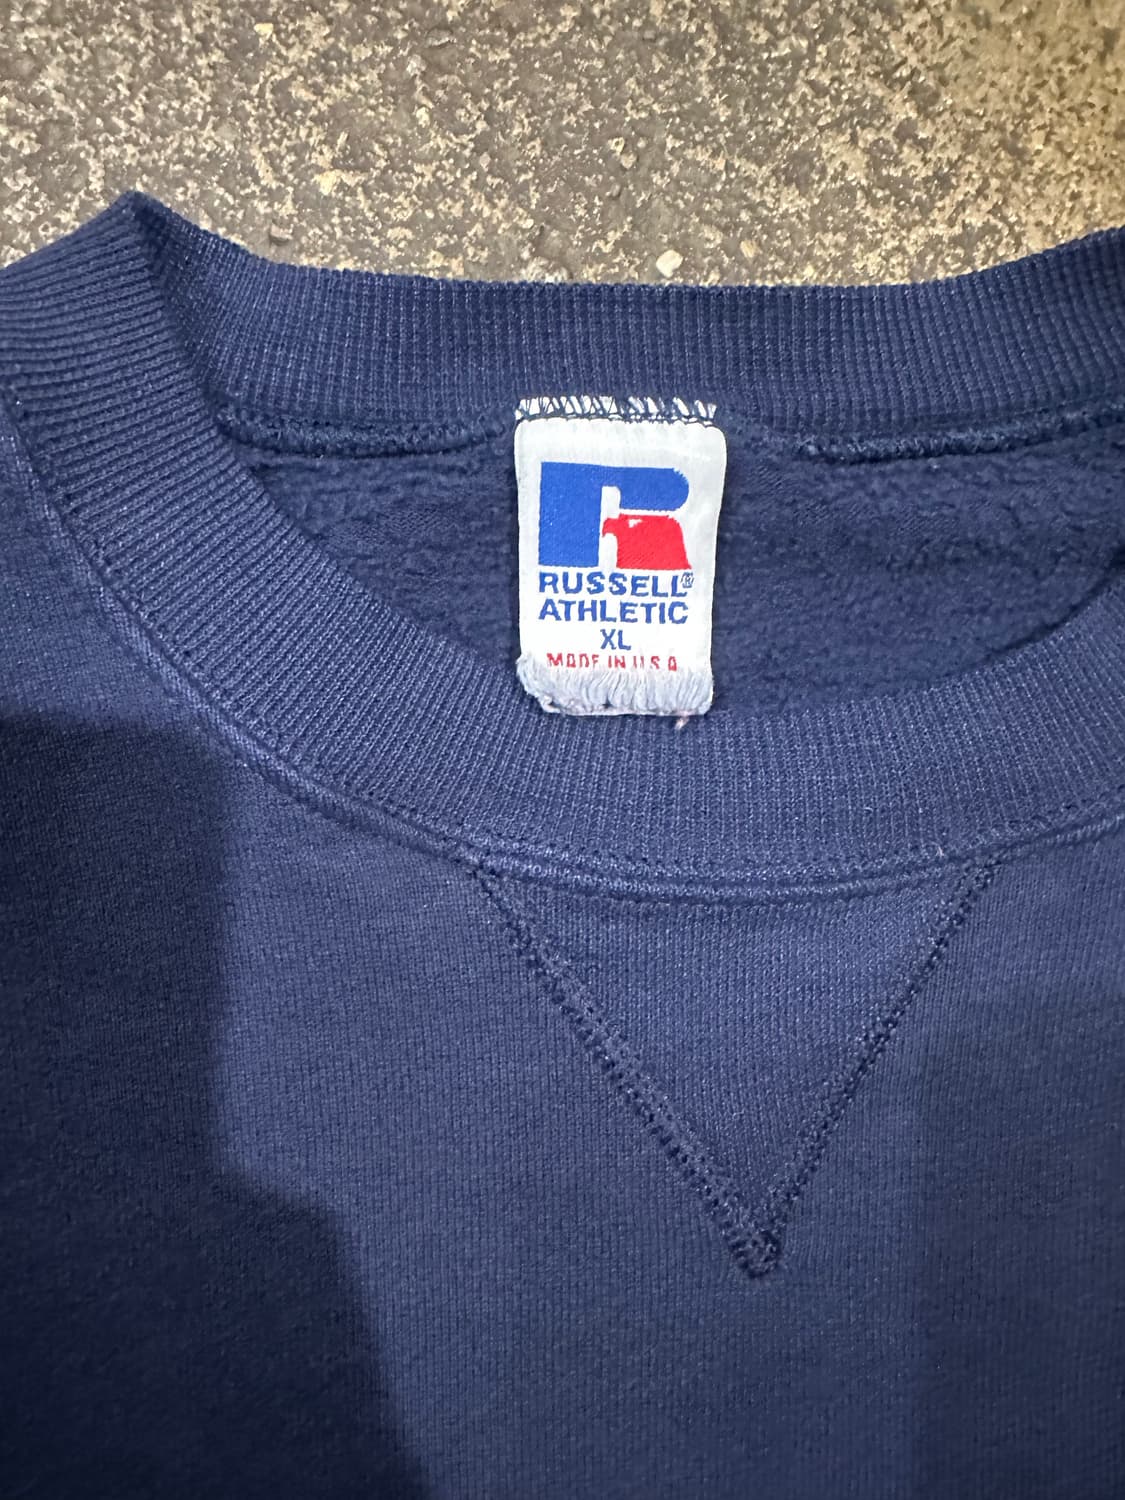 RUSSELL®
ATHLETIC
XL
MADE IN U.S.A.